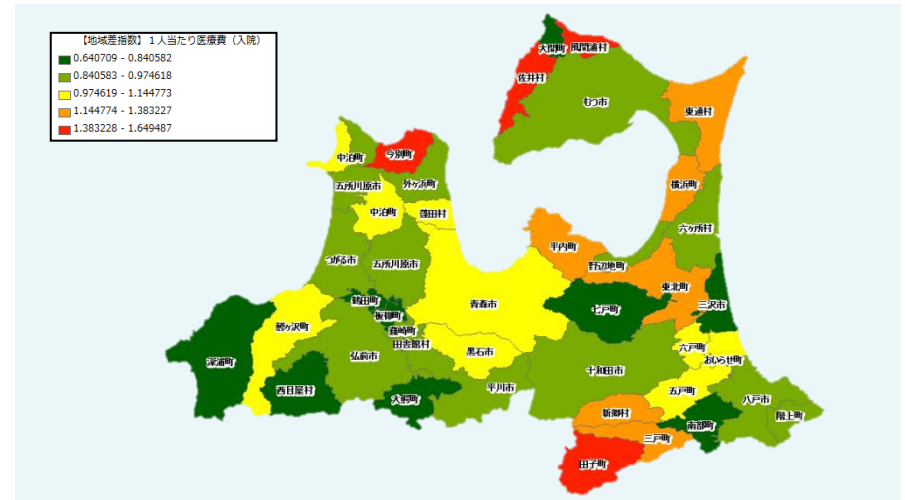 【地域差指数】１人当たり医療費（入院）
0.640709 - 0.840582
0.840583 - 0.974618
0.974619 - 1.144773
1.144774 - 1.383227
1.383228 - 1.649487
大間町
風間浦村
佐井村
むつ市
東通村
中泊町
今別町
五所川原市
外ヶ浜町
横浜町
中泊町
蓬田村
六ヶ所村
平内町
つがる市
五所川原市
野辺地町
東北町
鶴田町
青森市
七戸町
三沢市
板柳町
鰺ヶ沢町
藤崎町
田舎館村
六戸町
黒石市
弘前市
おいらせ町
深浦町
十和田市
西目屋村
平川市
五戸町
大鰐町
八戸市
新郷村
階上町
南部町
三戸町
田子町